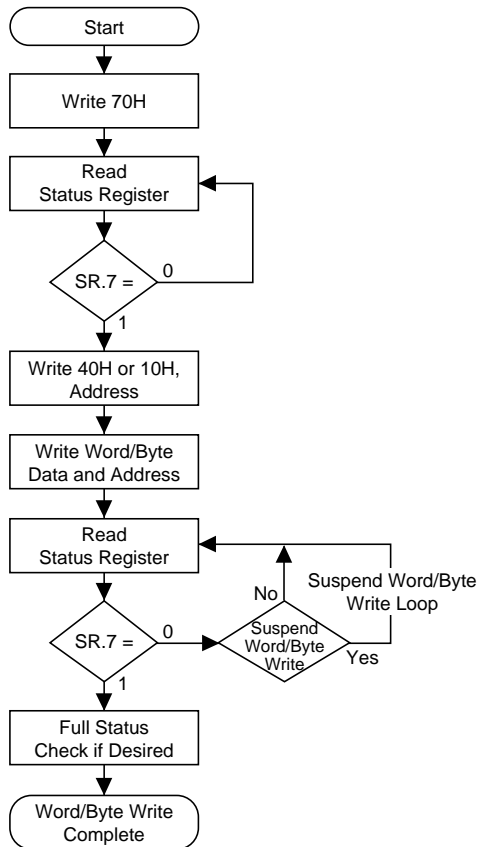 Start
Write 70H
Read
Status Register
SR.7 =
0
1
Write 40H or 10H,
Address
Write Word/Byte
Data and Address
Read
Status Register
Suspend Word/Byte
Write Loop
No
SR.7 =
0
Suspend
Word/Byte
Write
Yes
1
Full Status
Check if Desired
Word/Byte Write
Complete